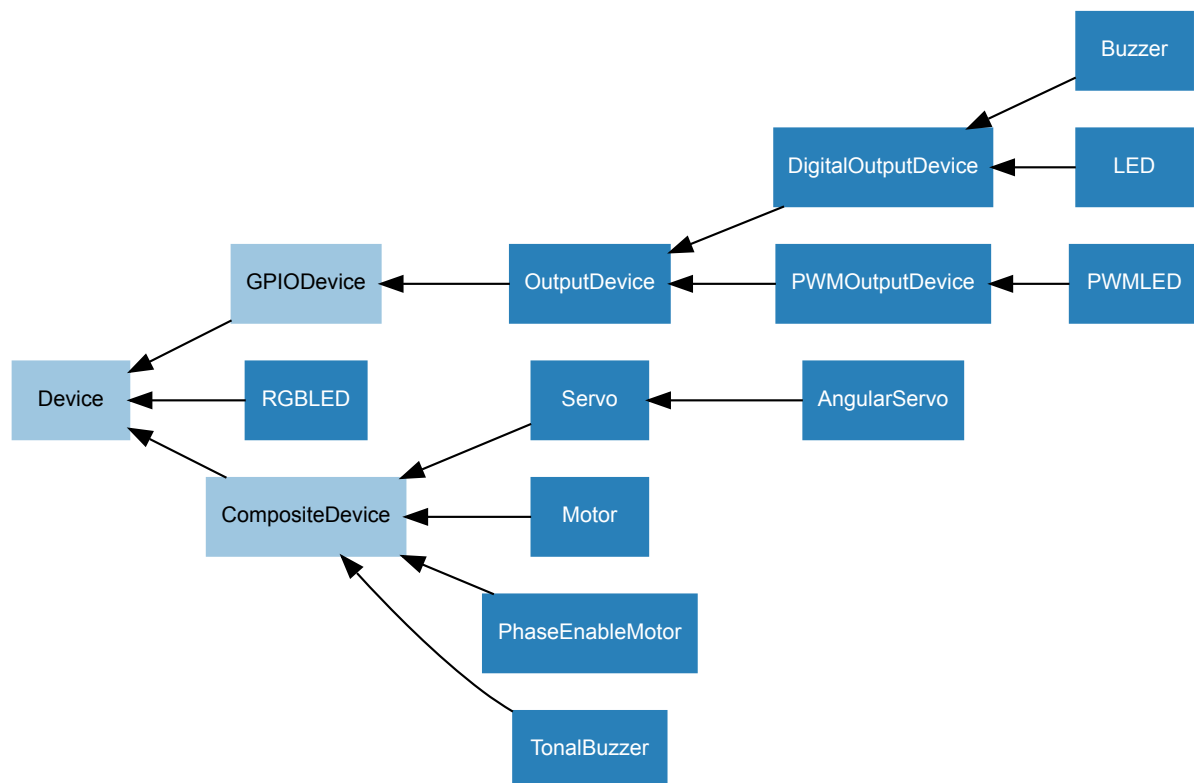 Buzzer
DigitalOutputDevice
LED
GPIODevice
OutputDevice
PWMOutputDevice
PWMLED
Device
RGBLED
Servo
AngularServo
CompositeDevice
Motor
PhaseEnableMotor
TonalBuzzer